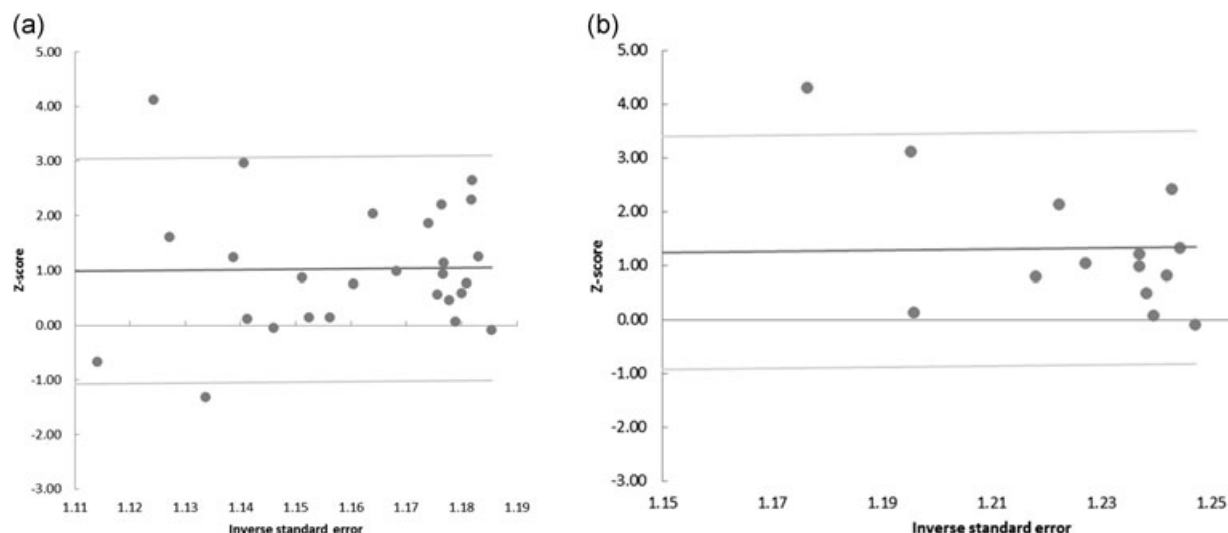 (a)
5.00
4.00
3.00
2.00
1.00
0.00
-1.00
-2.00
-3.00
Z-score
1.11 1.12 1.13 1.14 1.15 1.16 1.17 1.18 1.19
Inverse standard error
(b)
5.00
4.00
3.00
2.00
1.00
0.00
-1.00
-2.00
-3.00
Z-score
1.15 1.17 1.19 1.21 1.23 1.25
Inverse standard error